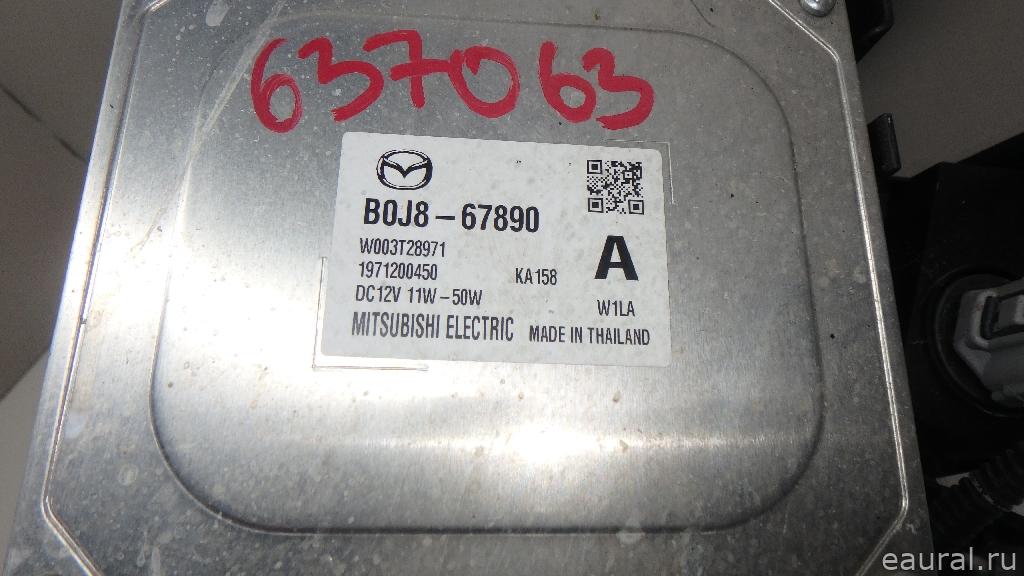 637063
B0J8-67890
W003T28971
A
1971200450 KA158
DC12V 11W-50W W1LA
MITSUBISHI ELECTRIC MADE IN THAILAND
eaural.ru